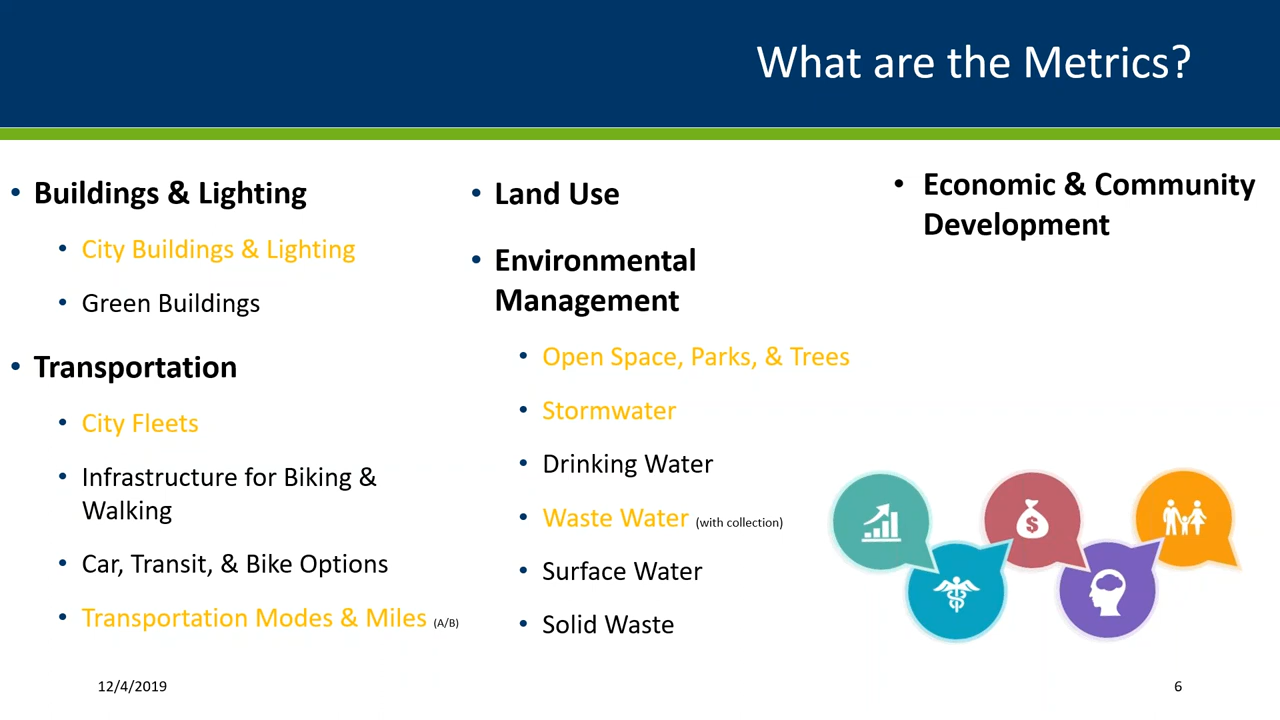 What are the Metrics?
• Buildings & Lighting
• City Buildings & Lighting
• Green Buildings
• Transportation
• City Fleets
• Infrastructure for Biking &
Walking
• Car, Transit, & Bike Options
• Transportation Modes & Miles (A/B)
• Land Use
• Environmental
Management
• Open Space, Parks, & Trees
• Stormwater
• Drinking Water
• Waste Water (with collection)
• Surface Water
• Solid Waste
• Economic & Community
Development
$
12/4/2019
6